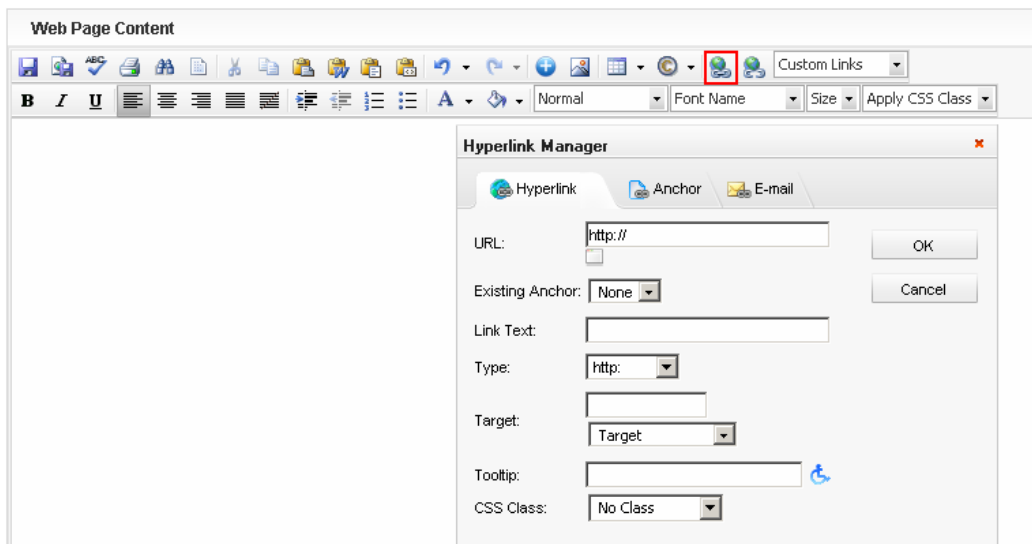 Web Page Content
ABC
Custom Links
B I U A Normal Font Name Size Apply CSS Class
Hyperlink Manager
Hyperlink Anchor E-mail
URL: http:// OK
Existing Anchor: None Cancel
Link Text:
Type: http:
Target:
Target
Tooltip:
CSS Class: No Class